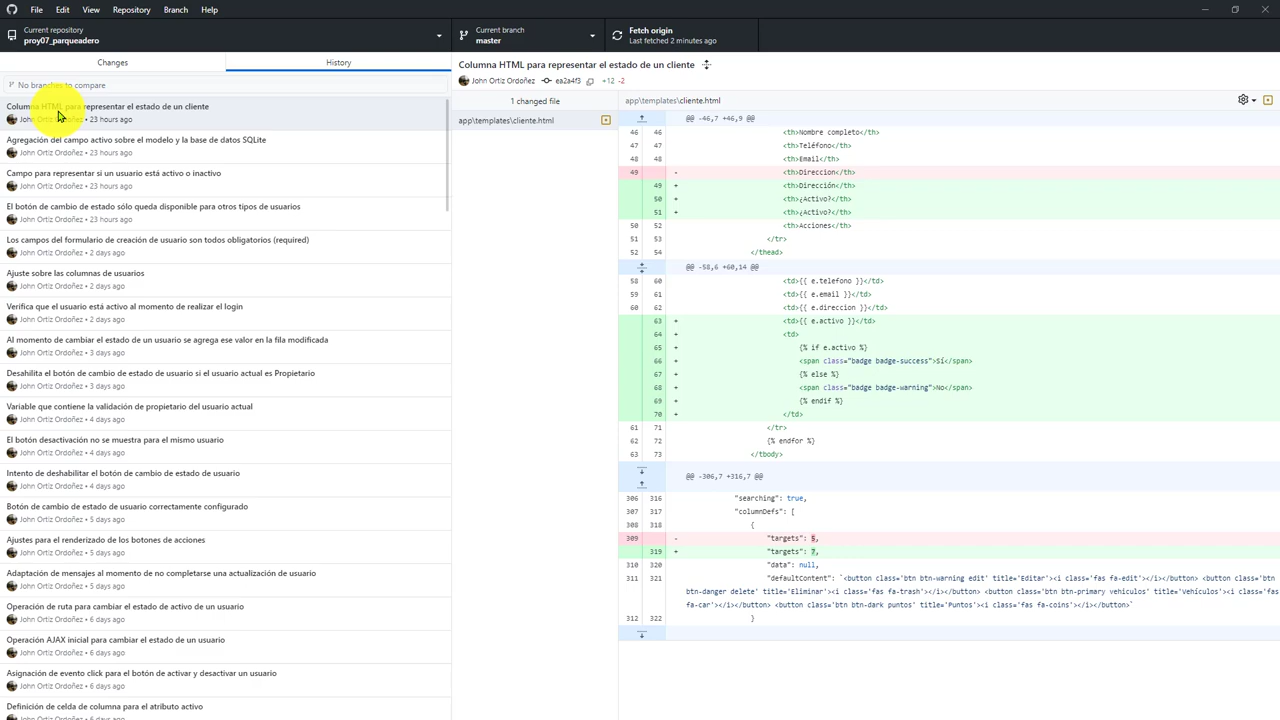 File Edit View Repository Branch Help
Current repository
proy07_parqueadero
Current branch
master
Fetch origin
Last fetched 2 minutes ago
Changes
History
No branches to compare
Columna HTML para representar el estado de un cliente
John Ortiz Ordoñez • 23 hours ago
Agregación del campo activo sobre el modelo y la base de datos SQLite
John Ortiz Ordoñez • 23 hours ago
Campo para representar si un usuario está activo o inactivo
John Ortiz Ordoñez • 23 hours ago
El botón de cambio de estado sólo queda disponible para otros tipos de usuarios
John Ortiz Ordoñez • 23 hours ago
Los campos del formulario de creación de usuario son todos obligatorios (required)
John Ortiz Ordoñez • 2 days ago
Ajuste sobre las columnas de usuarios
John Ortiz Ordoñez • 2 days ago
Verifica que el usuario está activo al momento de realizar el login
John Ortiz Ordoñez • 2 days ago
Al momento de cambiar el estado de un usuario se agrega ese valor en la fila modificada
John Ortiz Ordoñez • 3 days ago
Desahilita el botón de cambio de estado de usuario si el usuario actual es Propietario
John Ortiz Ordoñez • 3 days ago
Variable que contiene la validación de propietario del usuario actual
John Ortiz Ordoñez • 4 days ago
El botón desactivación no se muestra para el mismo usuario
John Ortiz Ordoñez • 4 days ago
Intento de deshabilitar el botón de cambio de estado de usuario
John Ortiz Ordoñez • 4 days ago
Botón de cambio de estado de usuario correctamente configurado
John Ortiz Ordoñez • 5 days ago
Ajustes para el renderizado de los botones de acciones
John Ortiz Ordoñez • 5 days ago
Adaptación de mensajes al momento de no completarse una actualización de usuario
John Ortiz Ordoñez • 5 days ago
Operación de ruta para cambiar el estado de activo de un usuario
John Ortiz Ordoñez • 6 days ago
Operación AJAX inicial para cambiar el estado de un usuario
John Ortiz Ordoñez • 6 days ago
Asignación de evento click para el botón de activar y desactivar un usuario
John Ortiz Ordoñez • 6 days ago
Definición de celda de columna para el atributo activo
John Ortiz Ordoñez • 6 days ago
Columna HTML para representar el estado de un cliente
John Ortiz Ordoñez ea2a4f3 +12 -2
1 changed file
app\templates\cliente.html
app\templates\cliente.html
@@ -46,7 +46,9 @@
46 46 <th>Nombre completo</th>
47 47 <th>Teléfono</th>
48 48 <th>Email</th>
49 - <th>Direccion</th>
49 + <th>Dirección</th>
50 + <th>¿Activo?</th>
51 + <th>¿Activo?</th>
50 52 <th>Acciones</th>
51 53 </tr>
52 54 </thead>
@@ -58,6 +60,14 @@
58 60 <td>{{ e.telefono }}</td>
59 61 <td>{{ e.email }}</td>
60 62 <td>{{ e.direccion }}</td>
63 + <td>{{ e.activo }}</td>
64 + <td>
65 + {% if e.activo %}
66 + <span class="badge badge-success">Sí</span>
67 + {% else %}
68 + <span class="badge badge-warning">No</span>
69 + {% endif %}
70 + </td>
61 71 </tr>
62 72 {% endfor %}
63 73 </tbody>
@@ -306,7 +316,7 @@
306 316 "searching": true,
307 317 "columnDefs": [
308 318 {
309 - "targets": 5,
319 + "targets": 7,
310 320 "data": null,
311 321 "defaultContent": `<button class='btn btn-warning edit' title='Editar'><i class='fas fa-edit'></i></button> <button class='btn
btn-danger delete' title='Eliminar'><i class='fas fa-trash'></i></button> <button class='btn btn-primary vehiculos' title='Vehículos'><i class='fas
fa-car'></i></button> <button class='btn btn-dark puntos' title='Puntos'><i class='fas fa-coins'></i></button>`
312 322 }